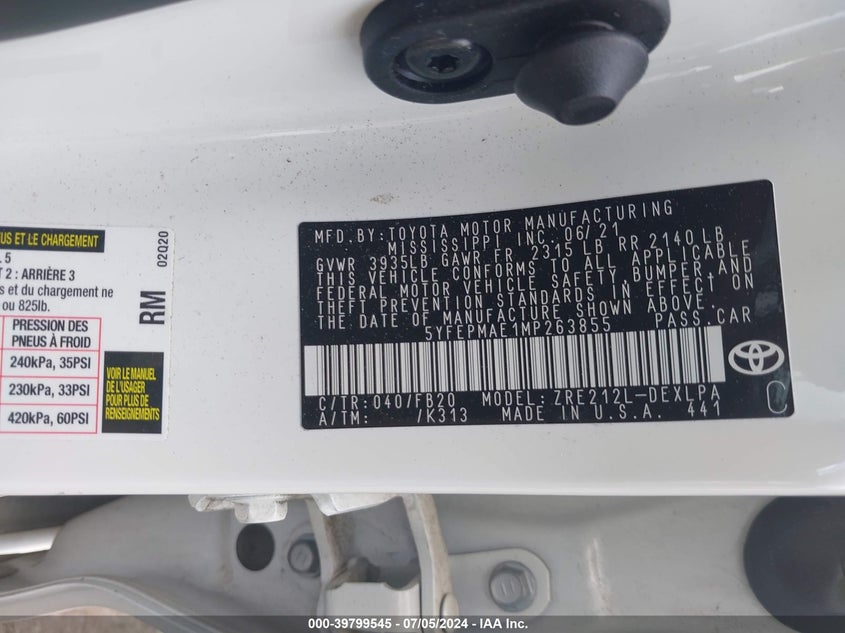 US ET LE CHARGEMENT
5
2 : ARRIÈRE 3
s et du chargement ne
ou 825lb.
PRESSION DES
PNEUS À FROID
240kPa, 35PSI
230kPa, 33PSI
420kPa, 60PSI
VOIR LE MANUEL
DE L'USAGER
POUR PLUS DE
RENSEIGNEMENTS
02020
RM
MFD.BY:TOYOTA MOTOR MANUFACTURING
MISSISSIPPI INC. 06/21
GVWR 3935LB GAWR FR 2315 LB RR 2140 LB
THIS VEHICLE CONFORMS TO ALL APPLICABLE
FEDERAL MOTOR VEHICLE SAFETY, BUMPER,AND
THEFT PREVENTION STANDARDS IN EFFECT ON
THE DATE OF MANUFACTURE SHOWN ABOVE.
5YFEPMAE1MP263855 PASS.CAR
C/TR:040/FB20 MODEL:ZRE212L-DEXLPA
A/TM: /K313 MADE IN U.S.A. 441
C
000-39799545 - 07/05/2024 - IAA Inc.